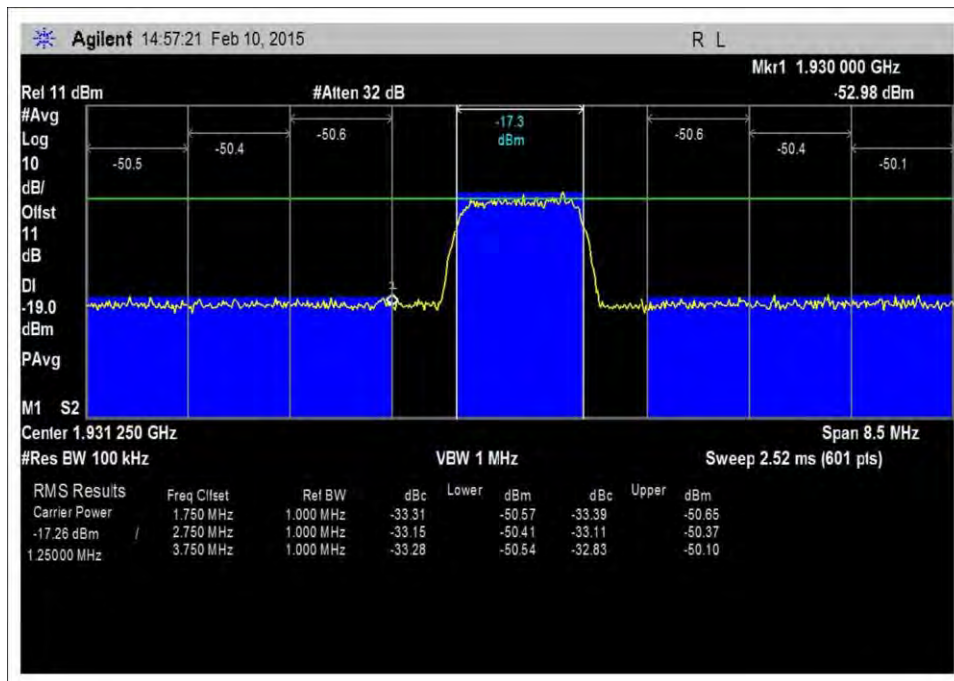 Agilent 14:57:21 Feb 10, 2015 R L
Mkr1 1.930 000 GHz
Rel 11 dBm #Atten 32 dB -52.98 dBm
#Avg
Log
10
dB/
Offst
11
dB
DI
-19.0
dBm
PAvg
M1 S2
-50.5 -50.4 -50.6 -17.3 dBm -50.6 -50.4 -50.1
1
Center 1.931 250 GHz Span 8.5 MHz
#Res BW 100 kHz VBW 1 MHz Sweep 2.52 ms (601 pts)
RMS Results Freq Clfset Ref BW dBc Lower dBm dBc Upper dBm
Carrier Power 1.750 MHz 1.000 MHz -33.31 -50.57 -33.39 -50.65
-17.26 dBm / 2.750 MHz 1.000 MHz -33.15 -50.41 -33.11 -50.37
1.25000 MHz 3.750 MHz 1.000 MHz -33.28 -50.54 -32.83 -50.10